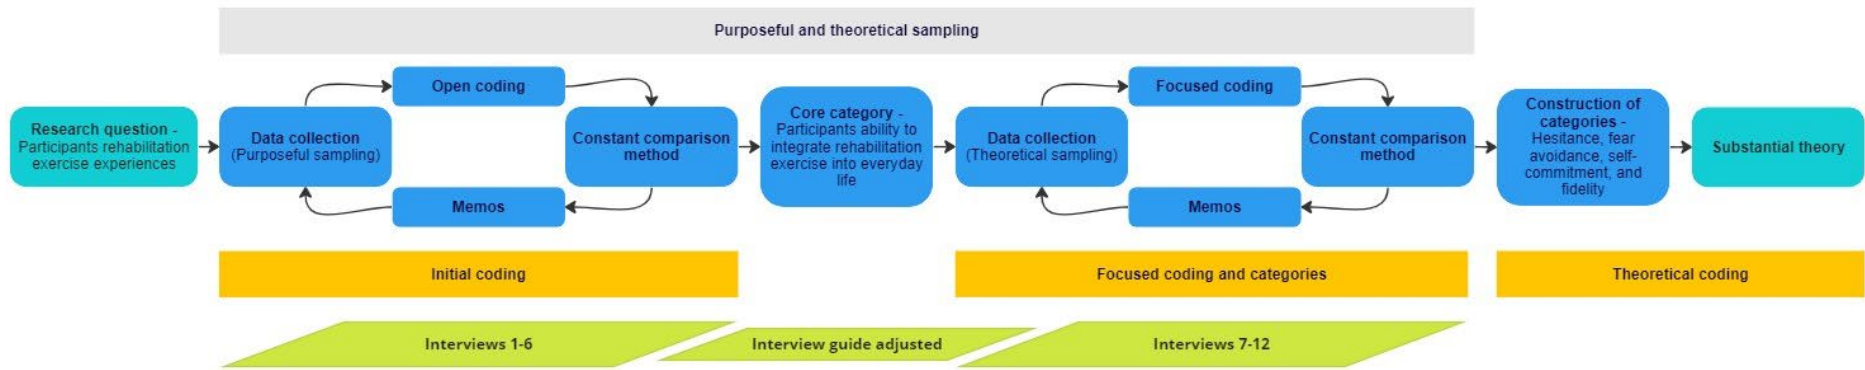 Purposeful and theoretical sampling
Research question -
Participants rehabilitation
exercise experiences
Data collection
(Purposeful sampling)
Open coding
Constant comparison
method
Memos
Core category -
Participants ability to
integrate rehabilitation
exercise into everyday
life
Data collection
(Theoretical sampling)
Focused coding
Constant comparison
method
Memos
Construction of
categories -
Hesitance, fear
avoidance, self-
commitment, and
fidelity
Substantial theory
Initial coding
Focused coding and categories
Theoretical coding
Interviews 1-6
Interview guide adjusted
Interviews 7-12